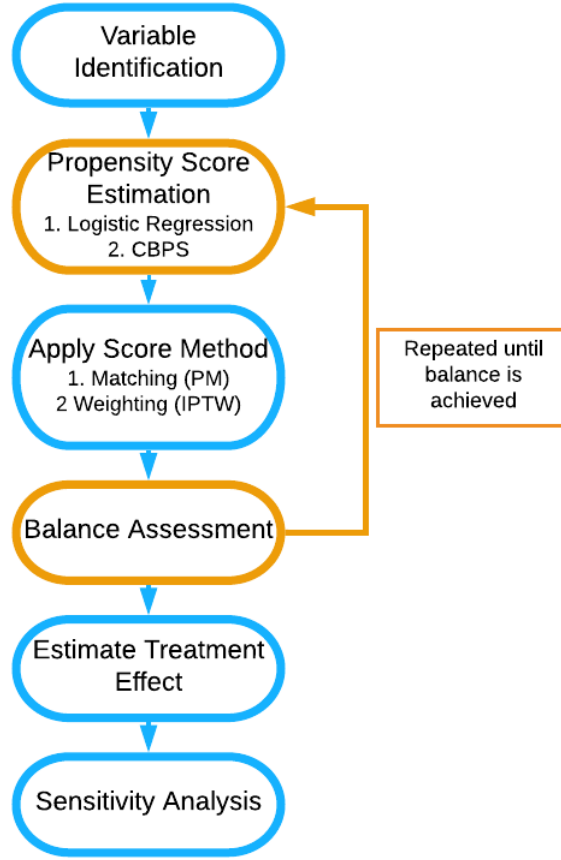 Variable
Identification
Propensity Score
Estimation
1. Logistic Regression
2. CBPS
Apply Score Method
1. Matching (PM)
2 Weighting (IPTW)
Repeated until
balance is
achieved
Balance Assessment
Estimate Treatment
Effect
Sensitivity Analysis